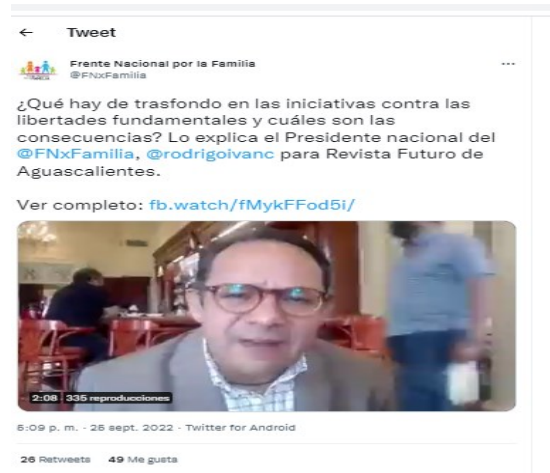 ← Tweet
Frente Nacional por la Familia
@FNxFamilia
...
¿Qué hay de trasfondo en las iniciativas contra las
libertades fundamentales y cuáles son las
consecuencias? Lo explica el Presidente nacional del
@FNxFamilia, @rodrigoivanc para Revista Futuro de
Aguascalientes.
Ver completo: fb.watch/fMykFFod5i/
2:08 335 reproducciones
5:09 p. m. · 25 sept. 2022 · Twitter for Android
26 Retweets 49 Me gusta